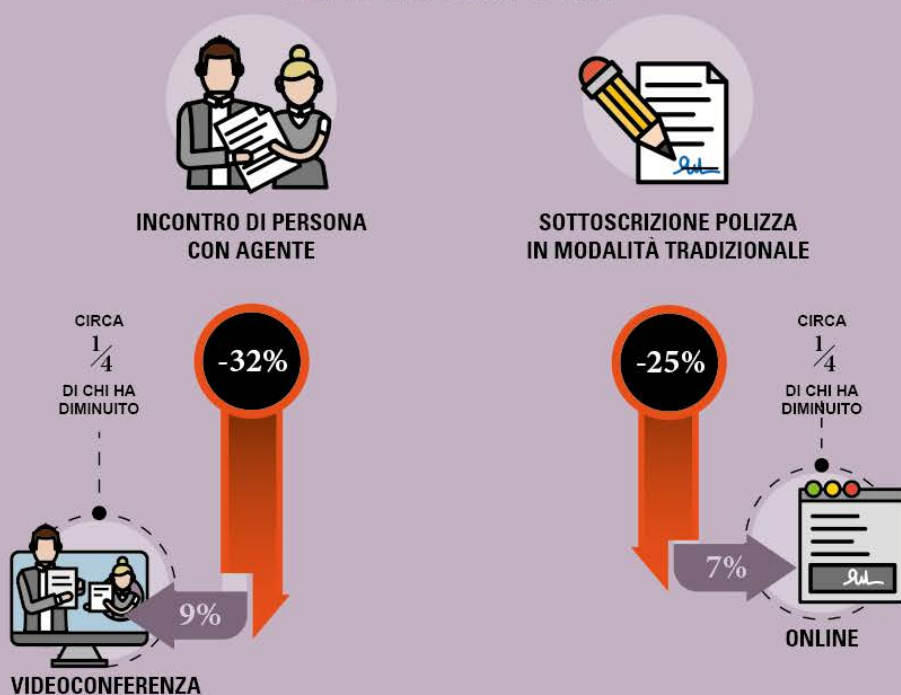 INCONTRO DI PERSONA
CON AGENTE
SOTTOSCRIZIONE POLIZZA
IN MODALITÀ TRADIZIONALE
CIRCA
1/4
DI CHI HA
DIMINUITO
-32%
-25%
CIRCA
1/4
DI CHI HA
DIMINUITO
9%
7%
VIDEOCONFERENZA
ONLINE